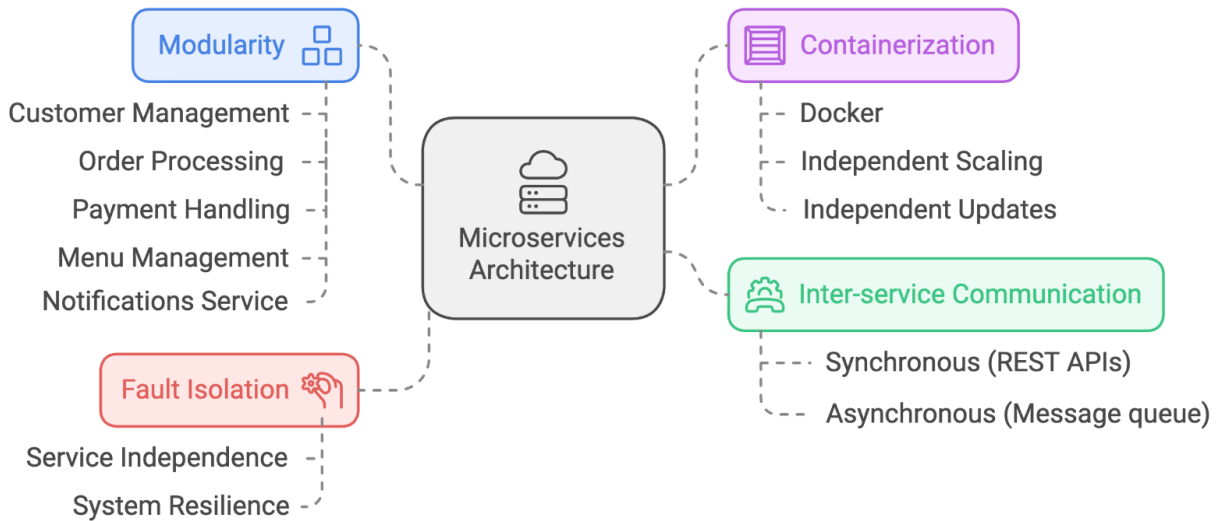 Modularity
Customer Management
Order Processing
Payment Handling
Menu Management
Notifications Service
Fault Isolation
Service Independence
System Resilience
Microservices
Architecture
Containerization
Docker
Independent Scaling
Independent Updates
Inter-service Communication
Synchronous (REST APIs)
Asynchronous (Message queue)